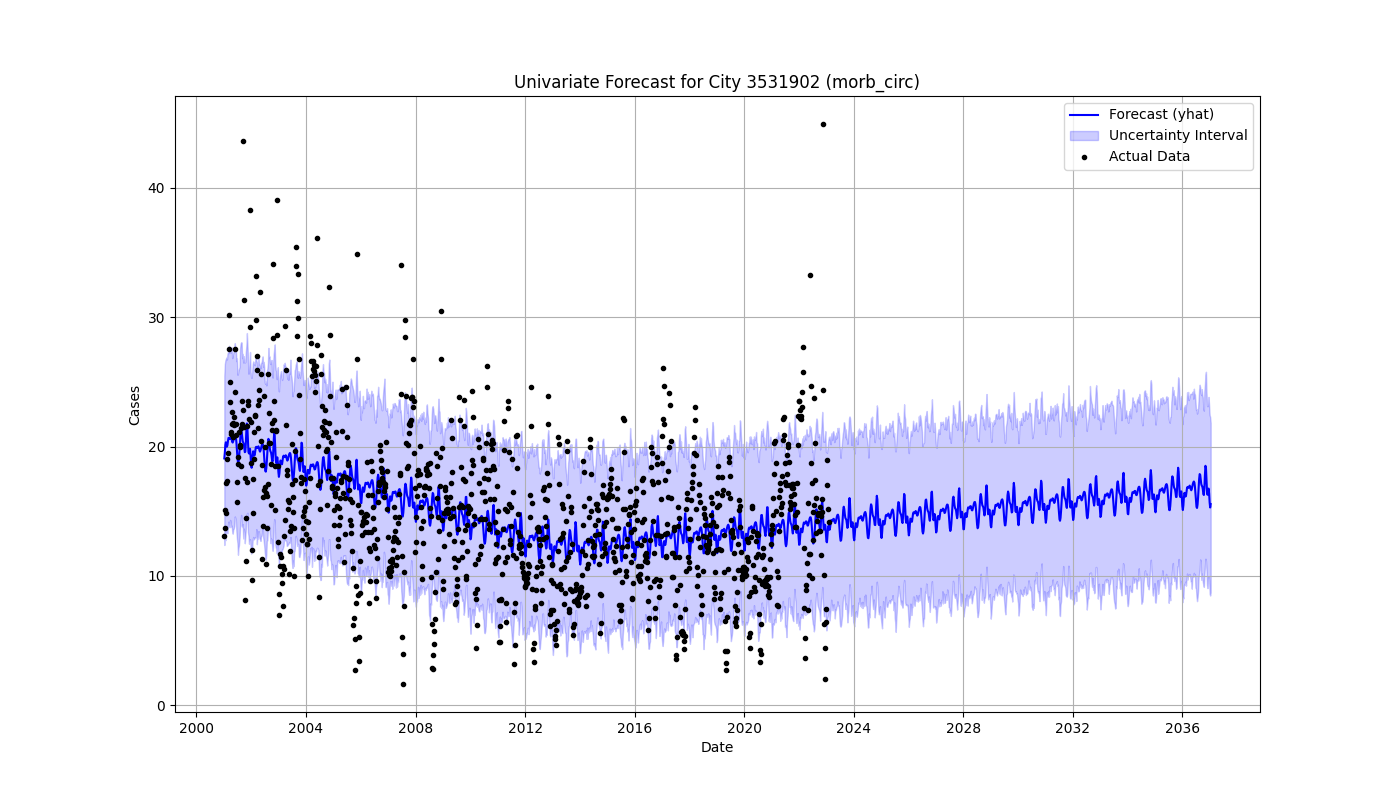 Univariate Forecast for City 3531902 (morb_circ)
Forecast (yhat)
Uncertainty Interval
Actual Data
Cases
40
30
20
10
0
2000 2004 2008 2012 2016 2020 2024 2028 2032 2036
Date